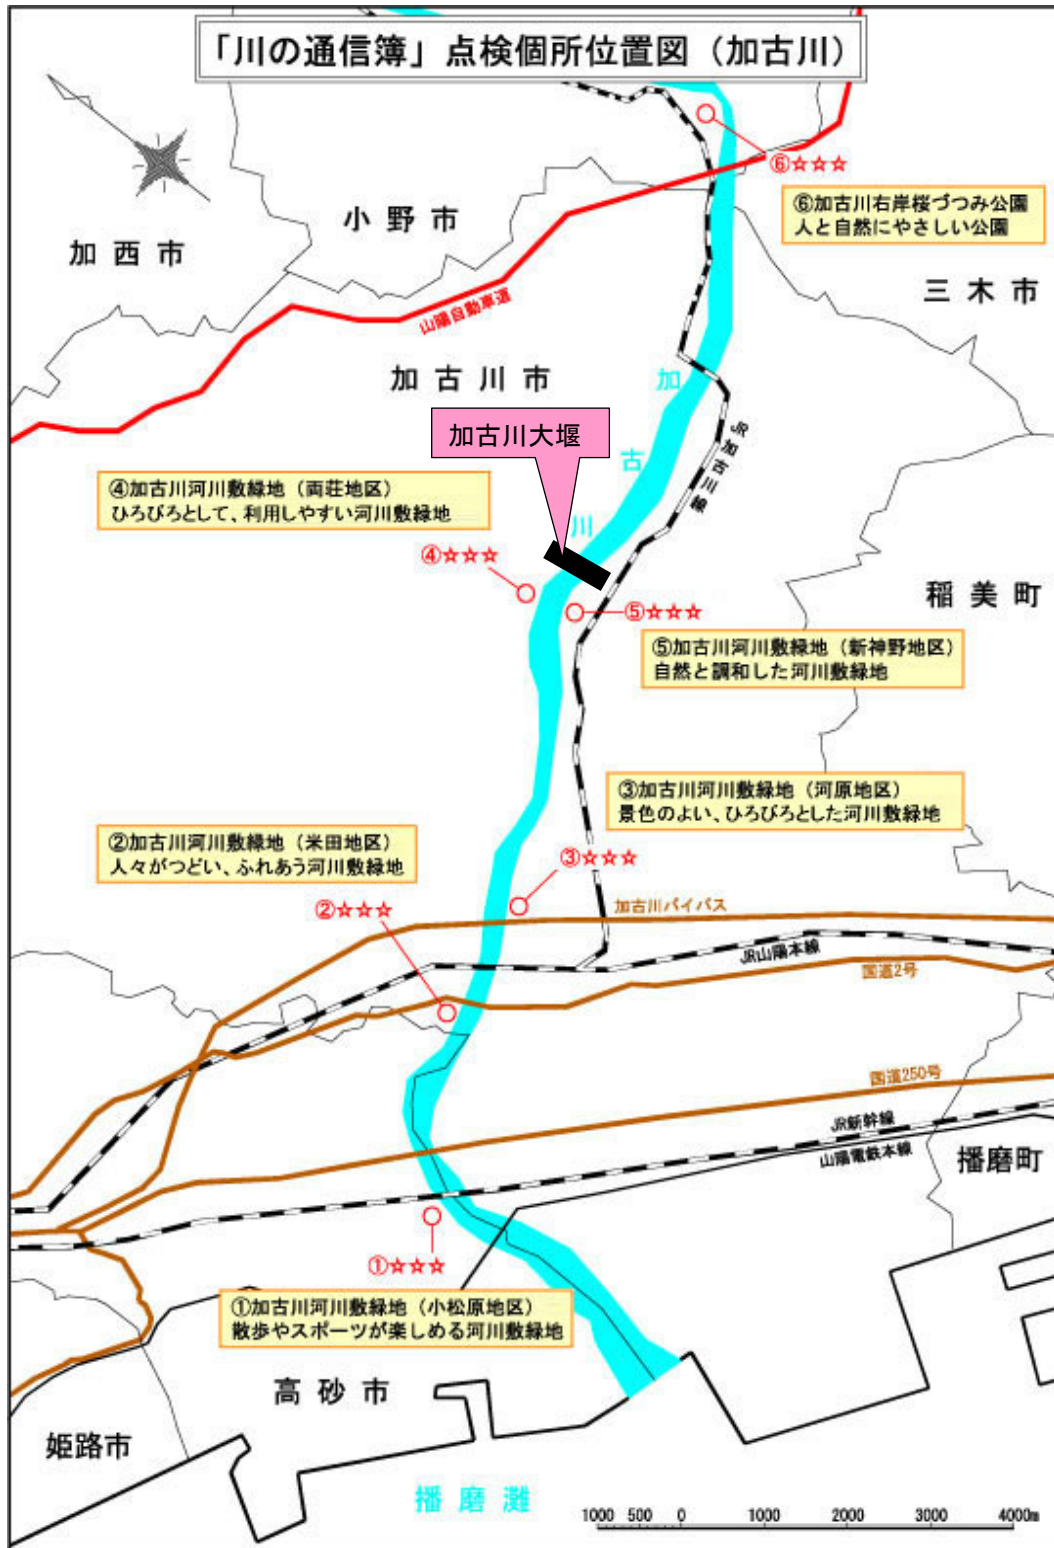 「川の通信簿」点検個所位置図（加古川）
⑥☆☆☆
⑥加古川右岸桜づつみ公園
人と自然にやさしい公園
小野市
加西市
三木市
山陽自動車道
加古川市
加古川
JR加古川線
加古川大堰
④加古川河川敷緑地（両荘地区）
ひろびろとして、利用しやすい河川敷緑地
④☆☆☆
稲美町
⑤☆☆☆
⑤加古川河川敷緑地（新神野地区）
自然と調和した河川敷緑地
③加古川河川敷緑地（河原地区）
景色のよい、ひろびろとした河川敷緑地
②加古川河川敷緑地（米田地区）
人々がつどい、ふれあう河川敷緑地
③☆☆☆
②☆☆☆
加古川バイパス
JR山陽本線
国道2号
国道250号
JR新幹線
山陽電鉄本線
播磨町
①☆☆☆
①加古川河川敷緑地（小松原地区）
散歩やスポーツが楽しめる河川敷緑地
高砂市
姫路市
播磨灘
1000 500 0 1000 2000 3000 4000m